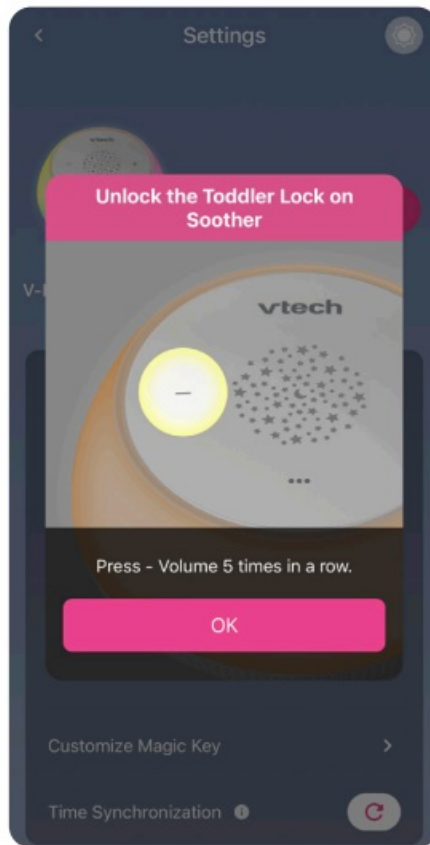 Settings
vtech
Unlock the Toddler Lock on
Soother
vtech
Press - Volume 5 times in a row.
OK
Customize Magic Key
Time Synchronization